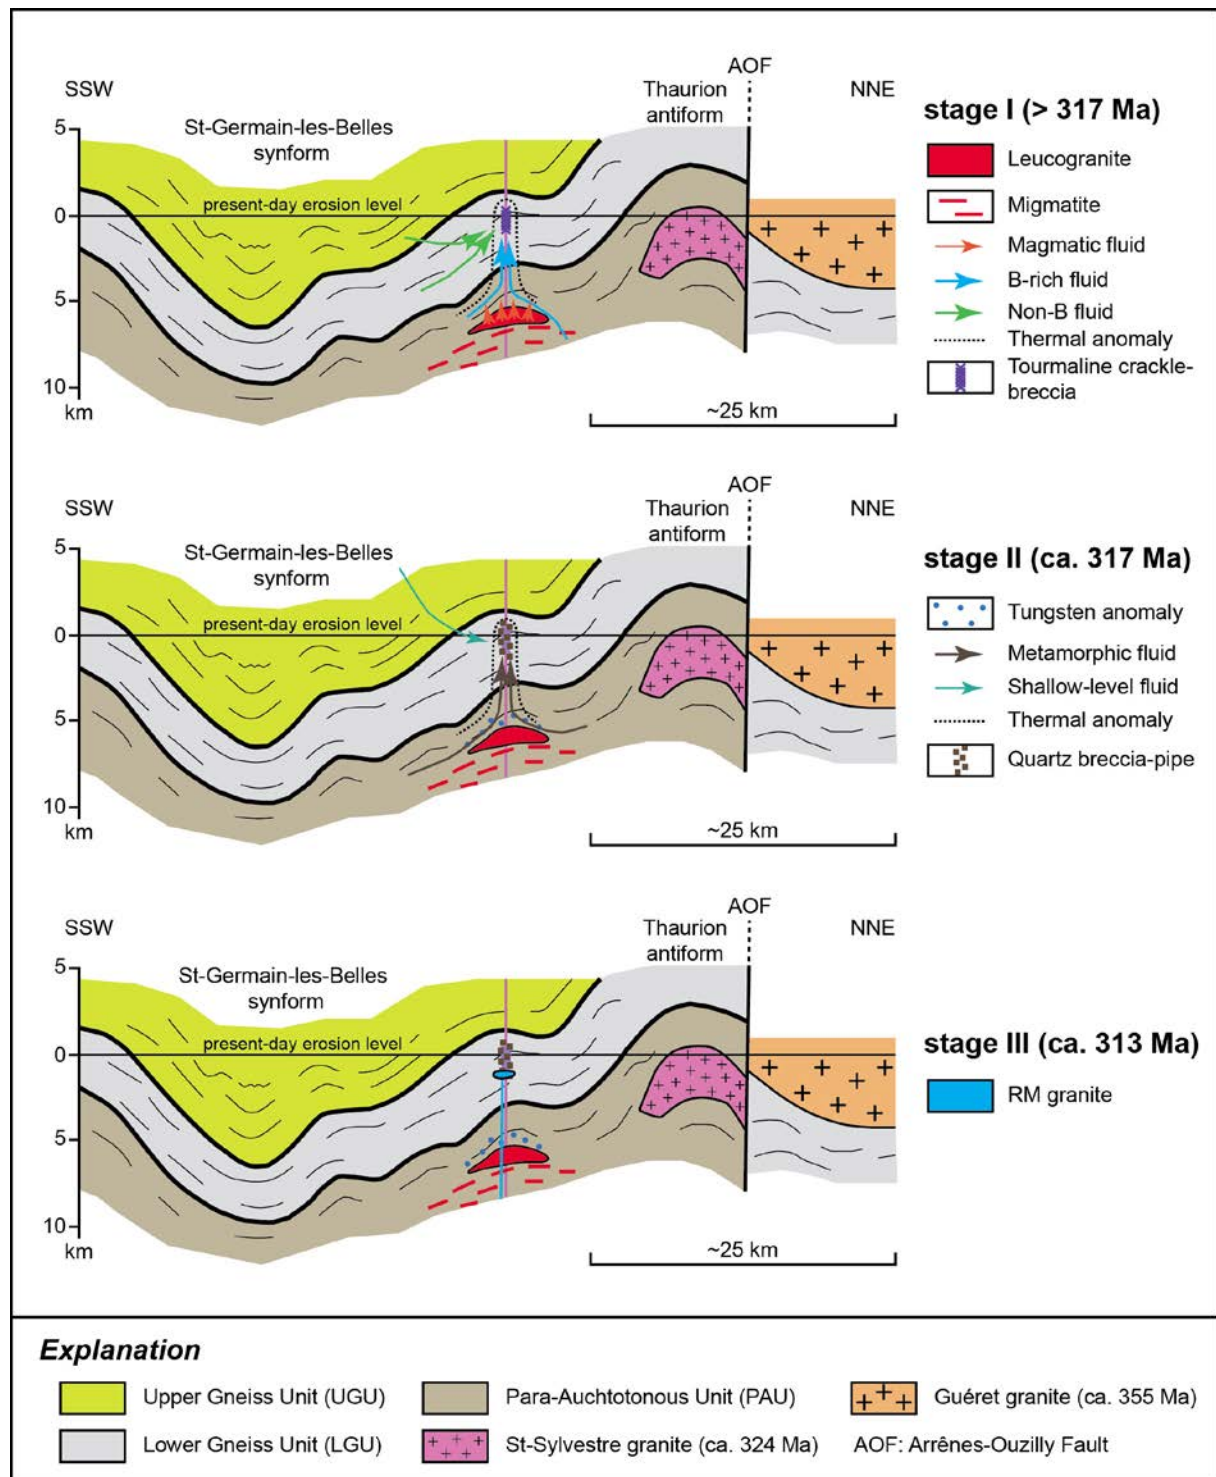 AOF
SSW
Thaurion
antiform
NNE
St-Germain-les-Belles
synform
5
present-day erosion level
0
5
10
km
~25 km
stage I (> 317 Ma)
Leucogranite
Migmatite
Magmatic fluid
B-rich fluid
Non-B fluid
Thermal anomaly
Tourmaline crackle-
breccia
AOF
SSW
Thaurion
antiform
NNE
St-Germain-les-Belles
synform
5
present-day erosion level
0
5
10
km
~25 km
stage II (ca. 317 Ma)
Tungsten anomaly
Metamorphic fluid
Shallow-level fluid
Thermal anomaly
Quartz breccia-pipe
AOF
SSW
Thaurion
antiform
NNE
St-Germain-les-Belles
synform
5
present-day erosion level
0
5
10
km
~25 km
stage III (ca. 313 Ma)
RM granite
Explanation
Upper Gneiss Unit (UGU)
Para-Auchtotonous Unit (PAU)
Guéret granite (ca. 355 Ma)
Lower Gneiss Unit (LGU)
St-Sylvestre granite (ca. 324 Ma)
AOF: Arrênes-Ouzilly Fault